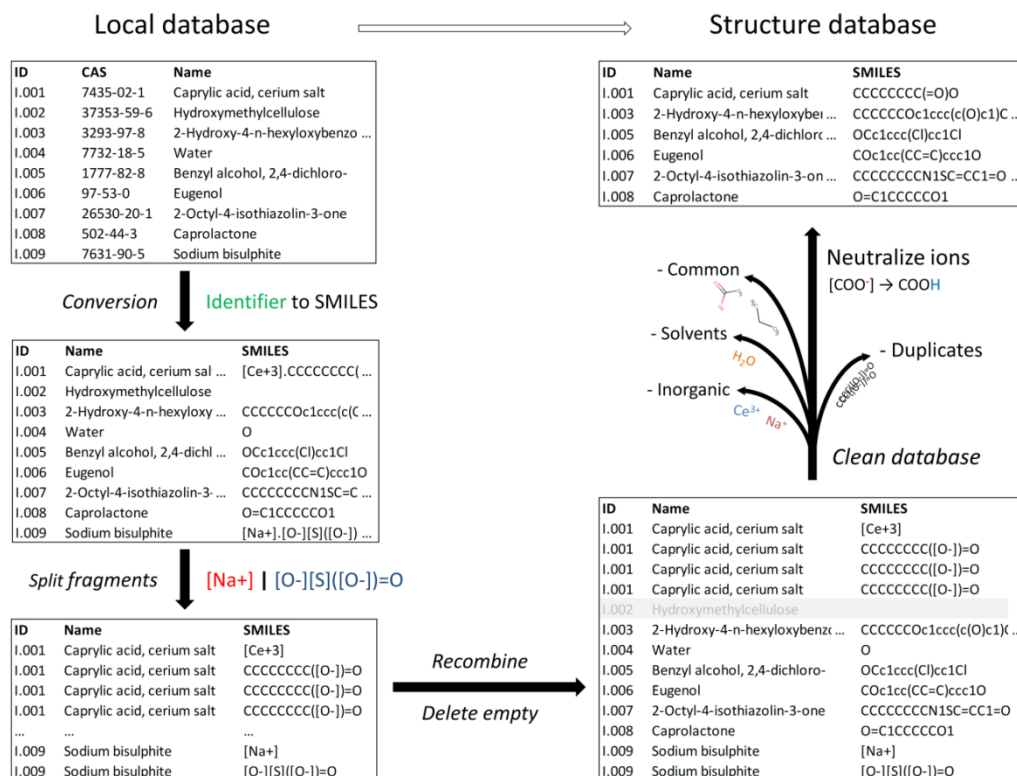 Local database
Structure database
ID CAS Name
I.001 7435-02-1 Caprylic acid, cerium salt
I.002 37353-59-6 Hydroxymethylcellulose
I.003 3293-97-8 2-Hydroxy-4-n-hexyloxybenzo ...
I.004 7732-18-5 Water
I.005 1777-82-8 Benzyl alcohol, 2,4-dichloro-
I.006 97-53-0 Eugenol
I.007 26530-20-1 2-Octyl-4-isothiazolin-3-one
I.008 502-44-3 Caprolactone
I.009 7631-90-5 Sodium bisulphite
Conversion Identifier to SMILES
ID Name SMILES
I.001 Caprylic acid, cerium sal ... [Ce+3].CCCCCCCC( ...
I.002 Hydroxymethylcellulose
I.003 2-Hydroxy-4-n-hexyloxy ... CCCCCCOc1ccc(c(C ...
I.004 Water O
I.005 Benzyl alcohol, 2,4-dichl ... OCc1ccc(Cl)cc1Cl
I.006 Eugenol COc1cc(CC=C)ccc1O
I.007 2-Octyl-4-isothiazolin-3- ... CCCCCCCCN1SC=C ...
I.008 Caprolactone O=C1CCCCCO1
I.009 Sodium bisulphite [Na+].[O-][S]([O-]) ...
Split fragments [Na+] | [O-][S]([O-])=O
ID Name SMILES
I.001 Caprylic acid, cerium salt [Ce+3]
I.001 Caprylic acid, cerium salt CCCCCCCC([O-])=O
I.001 Caprylic acid, cerium salt CCCCCCCC([O-])=O
I.001 Caprylic acid, cerium salt CCCCCCCC([O-])=O
... ... ...
I.009 Sodium bisulphite [Na+]
I.009 Sodium bisulphite [O-][S]([O-])=O
Recombine
Delete empty
ID Name SMILES
I.001 Caprylic acid, cerium salt [Ce+3]
I.001 Caprylic acid, cerium salt CCCCCCCC([O-])=O
I.001 Caprylic acid, cerium salt CCCCCCCC([O-])=O
I.001 Caprylic acid, cerium salt CCCCCCCC([O-])=O
I.002 Hydroxymethylcellulose
I.003 2-Hydroxy-4-n-hexyloxybenzo ... CCCCCCOc1ccc(c(O)c1)( ...
I.004 Water O
I.005 Benzyl alcohol, 2,4-dichloro- OCc1ccc(Cl)cc1Cl
I.006 Eugenol COc1cc(CC=C)ccc1O
I.007 2-Octyl-4-isothiazolin-3-one CCCCCCCCN1SC=CC1=O
I.008 Caprolactone O=C1CCCCCO1
I.009 Sodium bisulphite [Na+]
I.009 Sodium bisulphite [O-][S]([O-])=O
Clean database
- Inorganic
Ce³⁺ Na⁺
- Solvents
H₂O
- Common
- Duplicates
Neutralize ions
[COO⁻] → COOH
ID Name SMILES
I.001 Caprylic acid, cerium salt CCCCCCCC(=O)O
I.003 2-Hydroxy-4-n-hexyloxyber ... CCCCCCOc1ccc(c(O)c1)C ...
I.005 Benzyl alcohol, 2,4-dichlorc ... OCc1ccc(Cl)cc1Cl
I.006 Eugenol COc1cc(CC=C)ccc1O
I.007 2-Octyl-4-isothiazolin-3-on ... CCCCCCCCN1SC=CC1=O
I.008 Caprolactone O=C1CCCCCO1